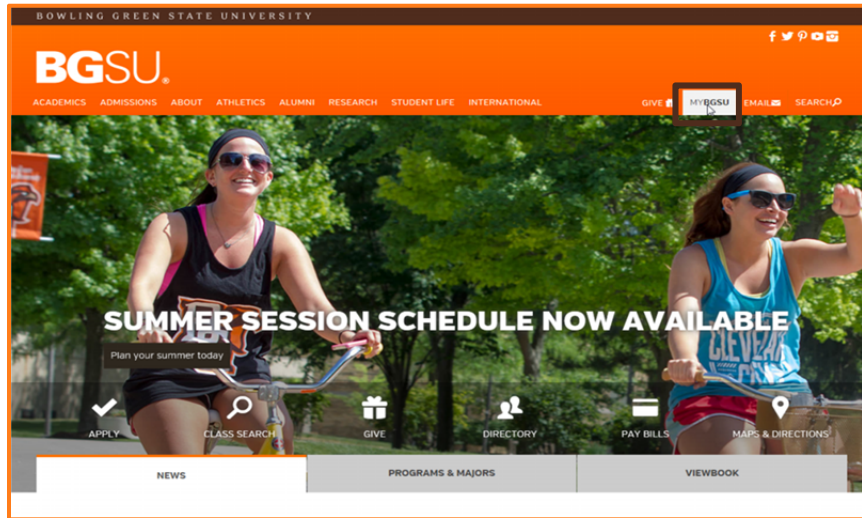 BOWLING GREEN STATE UNIVERSITY
BGSU®
ACADEMICS ADMISSIONS ABOUT ATHLETICS ALUMNI RESEARCH STUDENT LIFE INTERNATIONAL GIVE MYBGSU EMAIL SEARCH
SUMMER SESSION SCHEDULE NOW AVAILABLE
Plan your summer today
APPLY CLASS SEARCH GIVE DIRECTORY PAY BILLS MAPS & DIRECTIONS
NEWS PROGRAMS & MAJORS VIEWBOOK